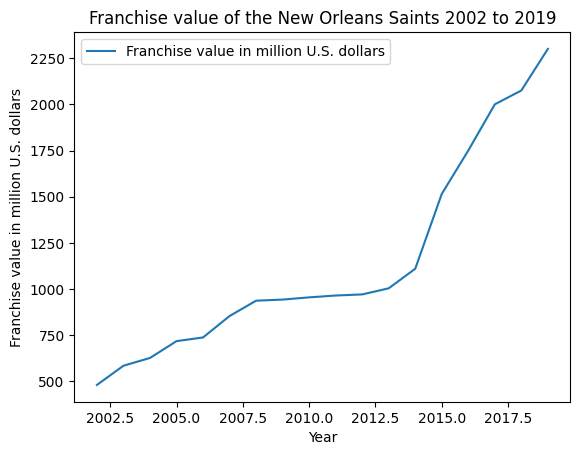 Franchise value of the New Orleans Saints 2002 to 2019
Franchise value in million U.S. dollars
Franchise value in million U.S. dollars
2250
2000
1750
1500
1250
1000
750
500
2002.5 2005.0 2007.5 2010.0 2012.5 2015.0 2017.5
Year